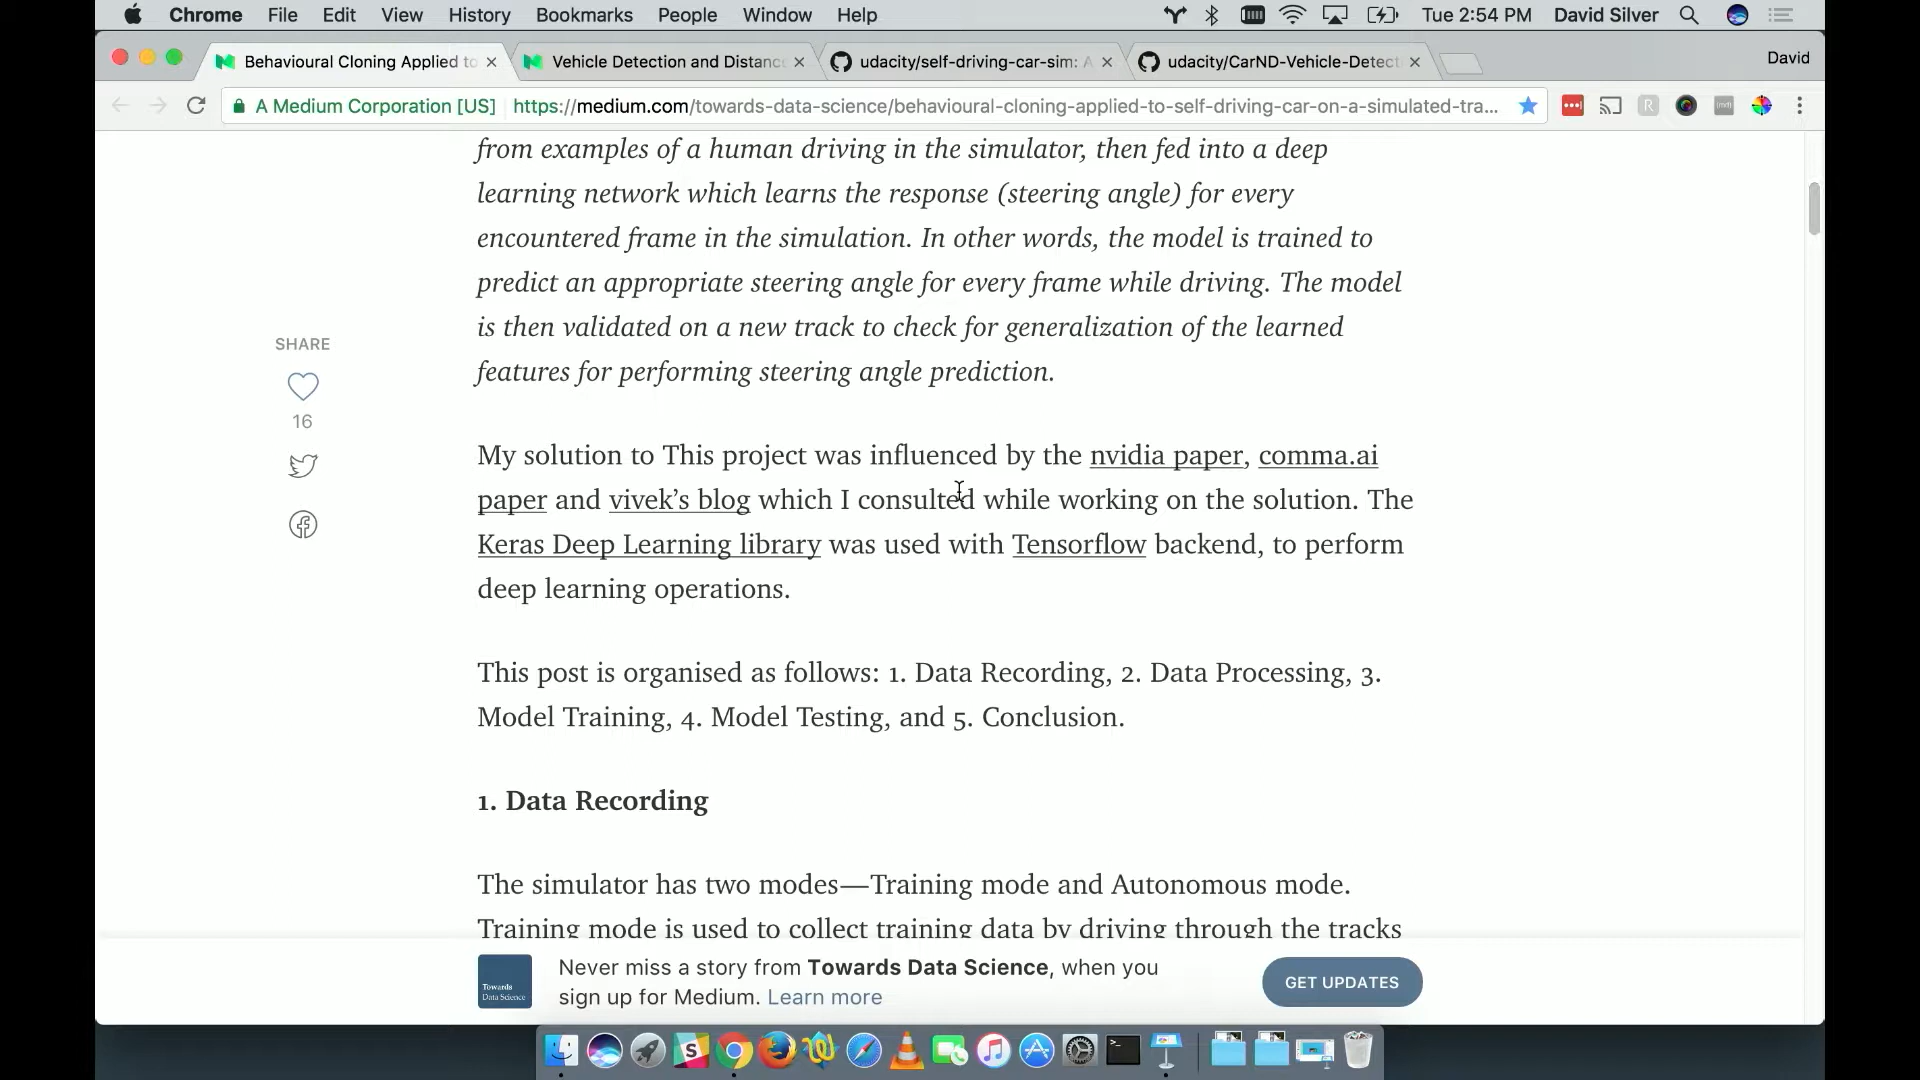 Chrome File Edit View History Bookmarks People Window Help Tue 2:54 PM David Silver
Behavioural Cloning Applied to Vehicle Detection and Distanc udacity/self-driving-car-sim: A udacity/CarND-Vehicle-Detect David
A Medium Corporation [US] https://medium.com/towards-data-science/behavioural-cloning-applied-to-self-driving-car-on-a-simulated-tra...
from examples of a human driving in the simulator, then fed into a deep
learning network which learns the response (steering angle) for every
encountered frame in the simulation. In other words, the model is trained to
predict an appropriate steering angle for every frame while driving. The model
is then validated on a new track to check for generalization of the learned
features for performing steering angle prediction.
SHARE
16
My solution to This project was influenced by the nvidia paper, comma.ai
paper and vivek’s blog which I consulted while working on the solution. The
Keras Deep Learning library was used with Tensorflow backend, to perform
deep learning operations.
This post is organised as follows: 1. Data Recording, 2. Data Processing, 3.
Model Training, 4. Model Testing, and 5. Conclusion.
1. Data Recording
The simulator has two modes—Training mode and Autonomous mode.
Training mode is used to collect training data by driving through the tracks
Towards
Data Science
Never miss a story from Towards Data Science, when you
sign up for Medium. Learn more
GET UPDATES